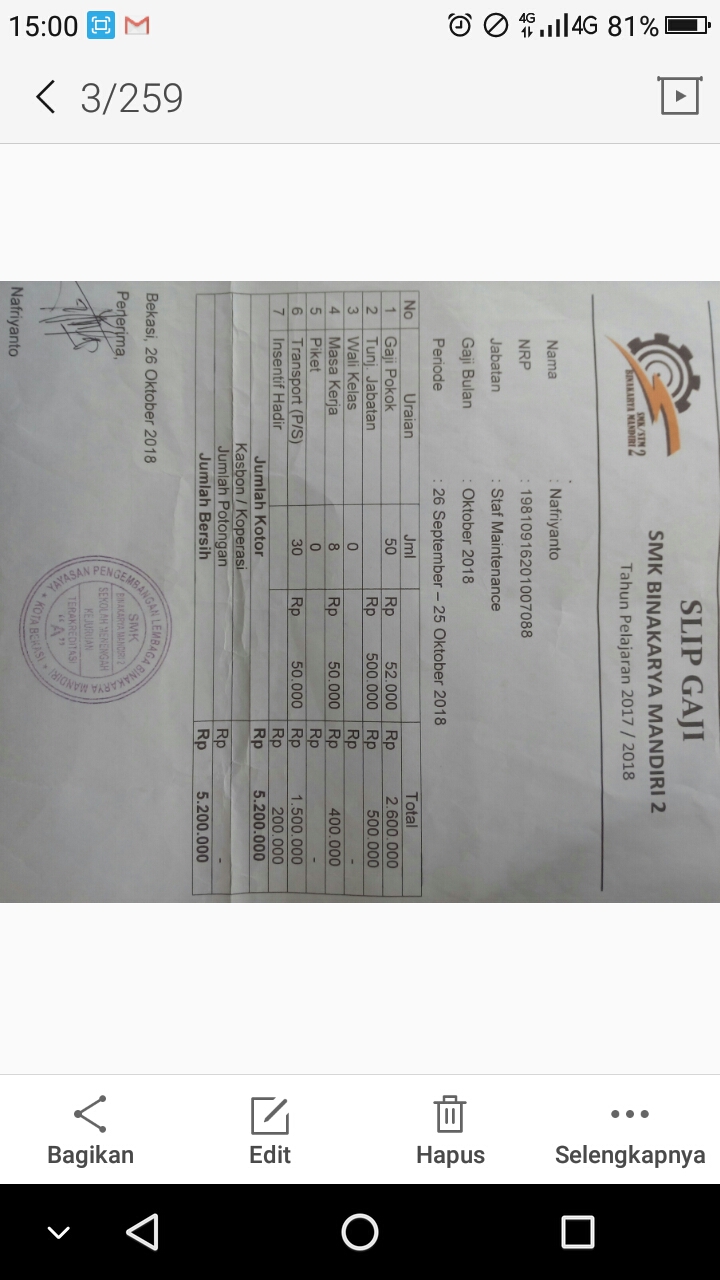 15:00 4G 4G 81%
3/259
SMK/STM
BINAKARYA MANDIRI 2
SLIP GAJI
SMK BINAKARYA MANDIRI 2
Tahun Pelajaran 2017 / 2018
Nama : Nafriyanto
NRP : 19810916201007088
Jabatan : Staf Maintenance
Gaji Bulan : Oktober 2018
Periode : 26 September – 25 Oktober 2018
No Uraian Jml Total
1 Gaji Pokok 50 Rp 52.000 Rp 2.600.000
2 Tunj. Jabatan Rp 500.000 Rp 500.000
3 Wali Kelas 0 Rp -
4 Masa Kerja 8 Rp 50.000 Rp 400.000
5 Piket 0 Rp -
6 Transport (P/S) 30 Rp 50.000 Rp 1.500.000
7 Insentif Hadir Rp 200.000
Jumlah Kotor Rp 5.200.000
Kasbon / Koperasi
Jumlah Potongan Rp -
Jumlah Bersih Rp 5.200.000
Bekasi, 26 Oktober 2018
Penerima,
Nafriyanto
YAYASAN PENGEMBANGAN LEMBAGA BINAKARYA MANDIRI
SMK
BINAKARYA MANDIRI 2
SEKOLAH MENENGAH
KEJURUAN
TERAKREDITASI
"A"
KOTA BEKASI
Bagikan Edit Hapus Selengkapnya